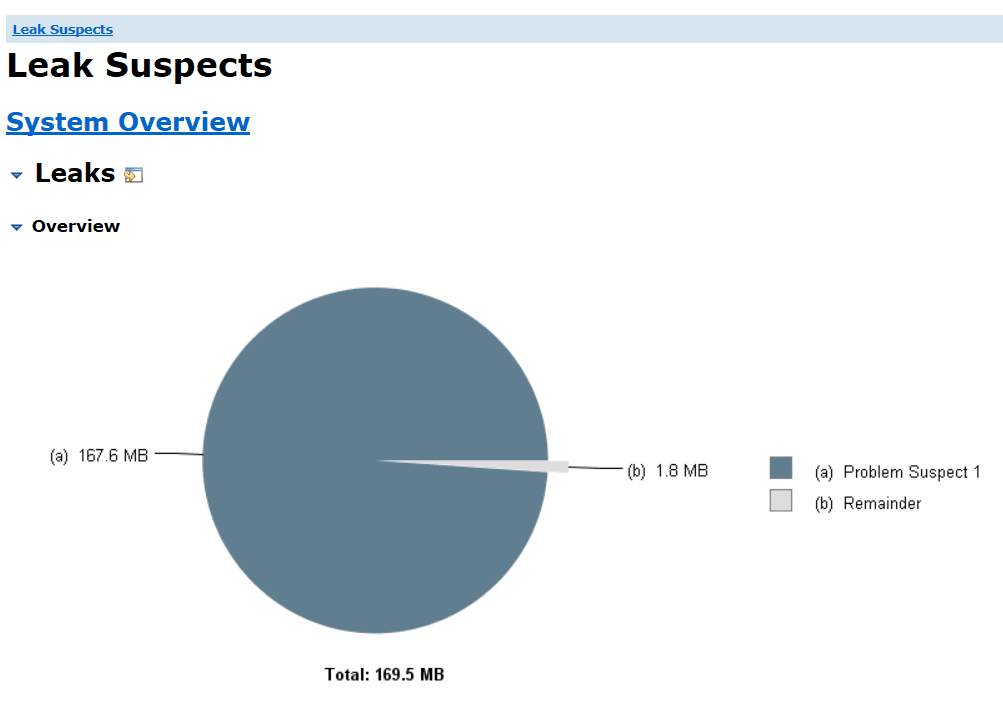 Leak Suspects
Leak Suspects
System Overview
Leaks
Overview
(a) 167.6 MB
(b) 1.8 MB
(a) Problem Suspect 1
(b) Remainder
Total: 169.5 MB